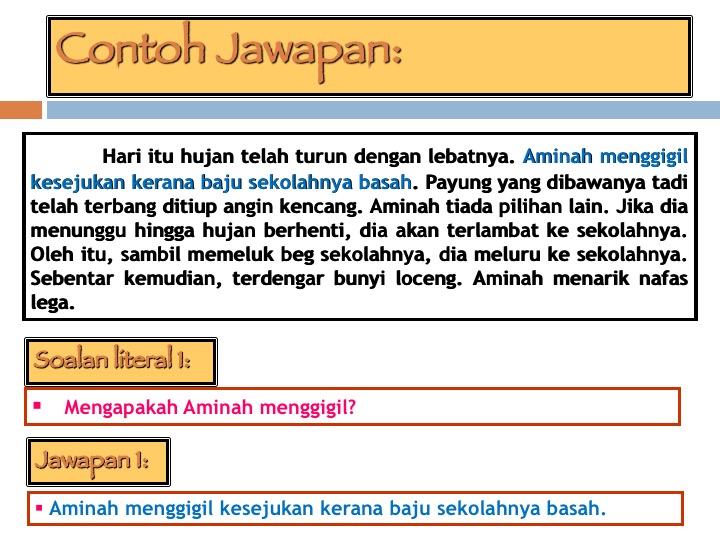 Contoh Jawapan:
Hari itu hujan telah turun dengan lebatnya. Aminah menggigil
kesejukan kerana baju sekolahnya basah. Payung yang dibawanya tadi
telah terbang ditiup angin kencang. Aminah tiada pilihan lain. Jika dia
menunggu hingga hujan berhenti, dia akan terlambat ke sekolahnya.
Oleh itu, sambil memeluk beg sekolahnya, dia meluru ke sekolahnya.
Sebentar kemudian, terdengar bunyi loceng. Aminah menarik nafas
lega.
Soalan literal 1:
▪ Mengapakah Aminah menggigil?
Jawapan 1:
▪ Aminah menggigil kesejukan kerana baju sekolahnya basah.